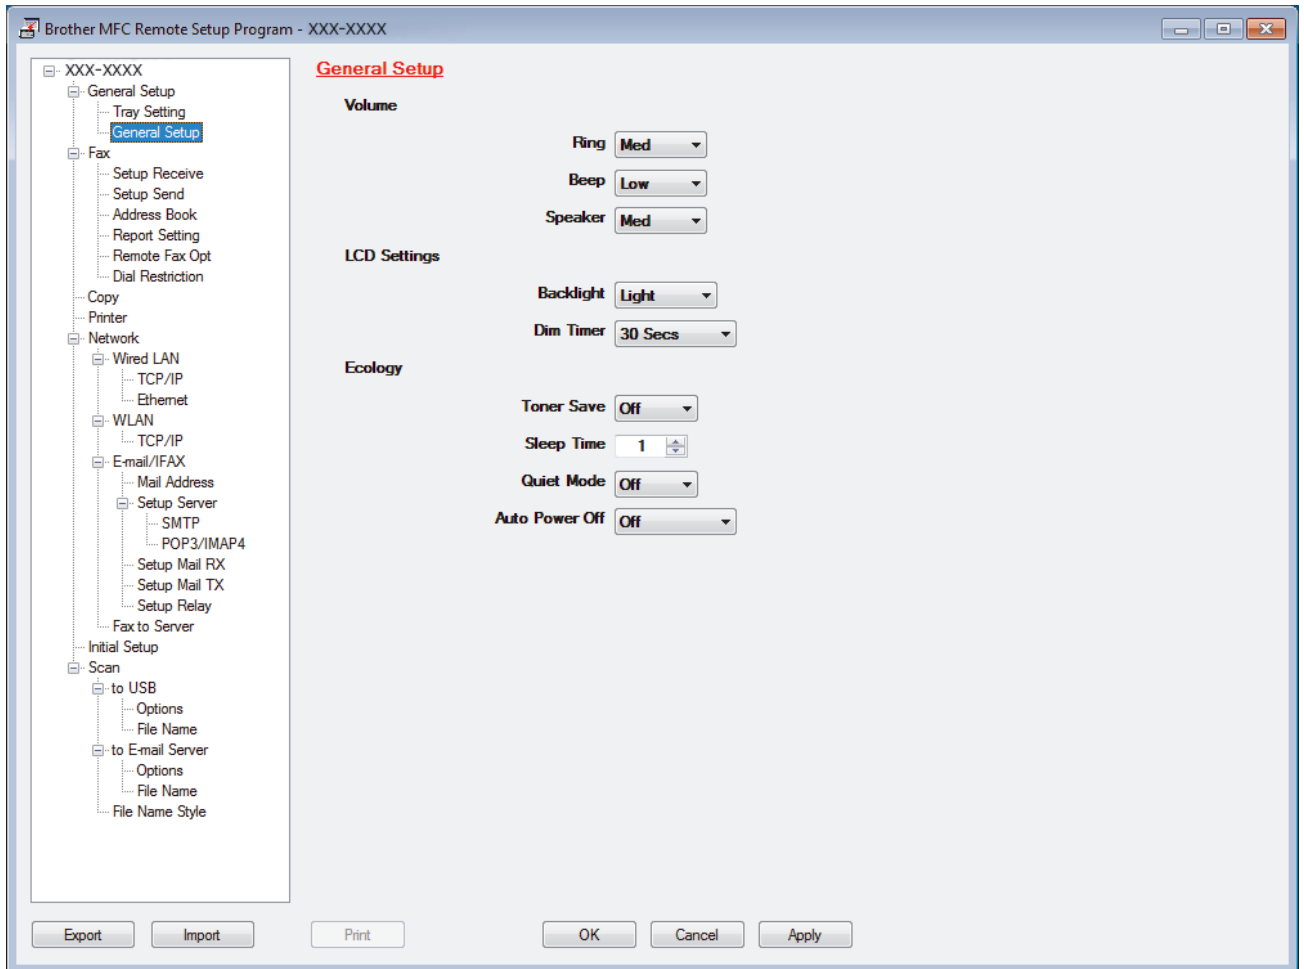 Brother MFC Remote Setup Program - XXX-XXXX
XXX-XXXX
General Setup
Tray Setting
General Setup
Fax
Setup Receive
Setup Send
Address Book
Report Setting
Remote Fax Opt
Dial Restriction
Copy
Printer
Network
Wired LAN
TCP/IP
Ethernet
WLAN
TCP/IP
E-mail/IFAX
Mail Address
Setup Server
SMTP
POP3/IMAP4
Setup Mail RX
Setup Mail TX
Setup Relay
Fax to Server
Initial Setup
Scan
to USB
Options
File Name
to E-mail Server
Options
File Name
File Name Style
General Setup
Volume
Ring Med
Beep Low
Speaker Med
LCD Settings
Backlight Light
Dim Timer 30 Secs
Ecology
Toner Save Off
Sleep Time 1
Quiet Mode Off
Auto Power Off Off
Export Import Print OK Cancel Apply